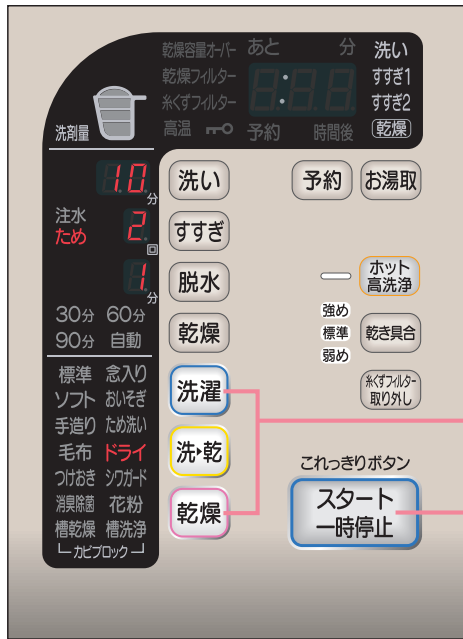 乾燥容量オーバー あと 分 洗い
乾燥フィルター すすぎ1
糸くずフィルター すすぎ2
高温 予約 時間後 乾燥
洗剤量
10分
洗い
予約
お湯取
注水
ため
2回
すすぎ
1分
脱水
ホット
高洗浄
30分 60分
90分 自動
乾燥
強め
標準
弱め
乾き具合
標準 念入り
ソフト おいそぎ
手造り ため洗い
毛布 ドライ
つけおき シワガード
消臭除菌 花粉
槽乾燥 槽洗浄
カビブロック
洗濯
洗・乾
乾燥
糸くずフィルター
取り外し
これっきりボタン
スタート
一時停止